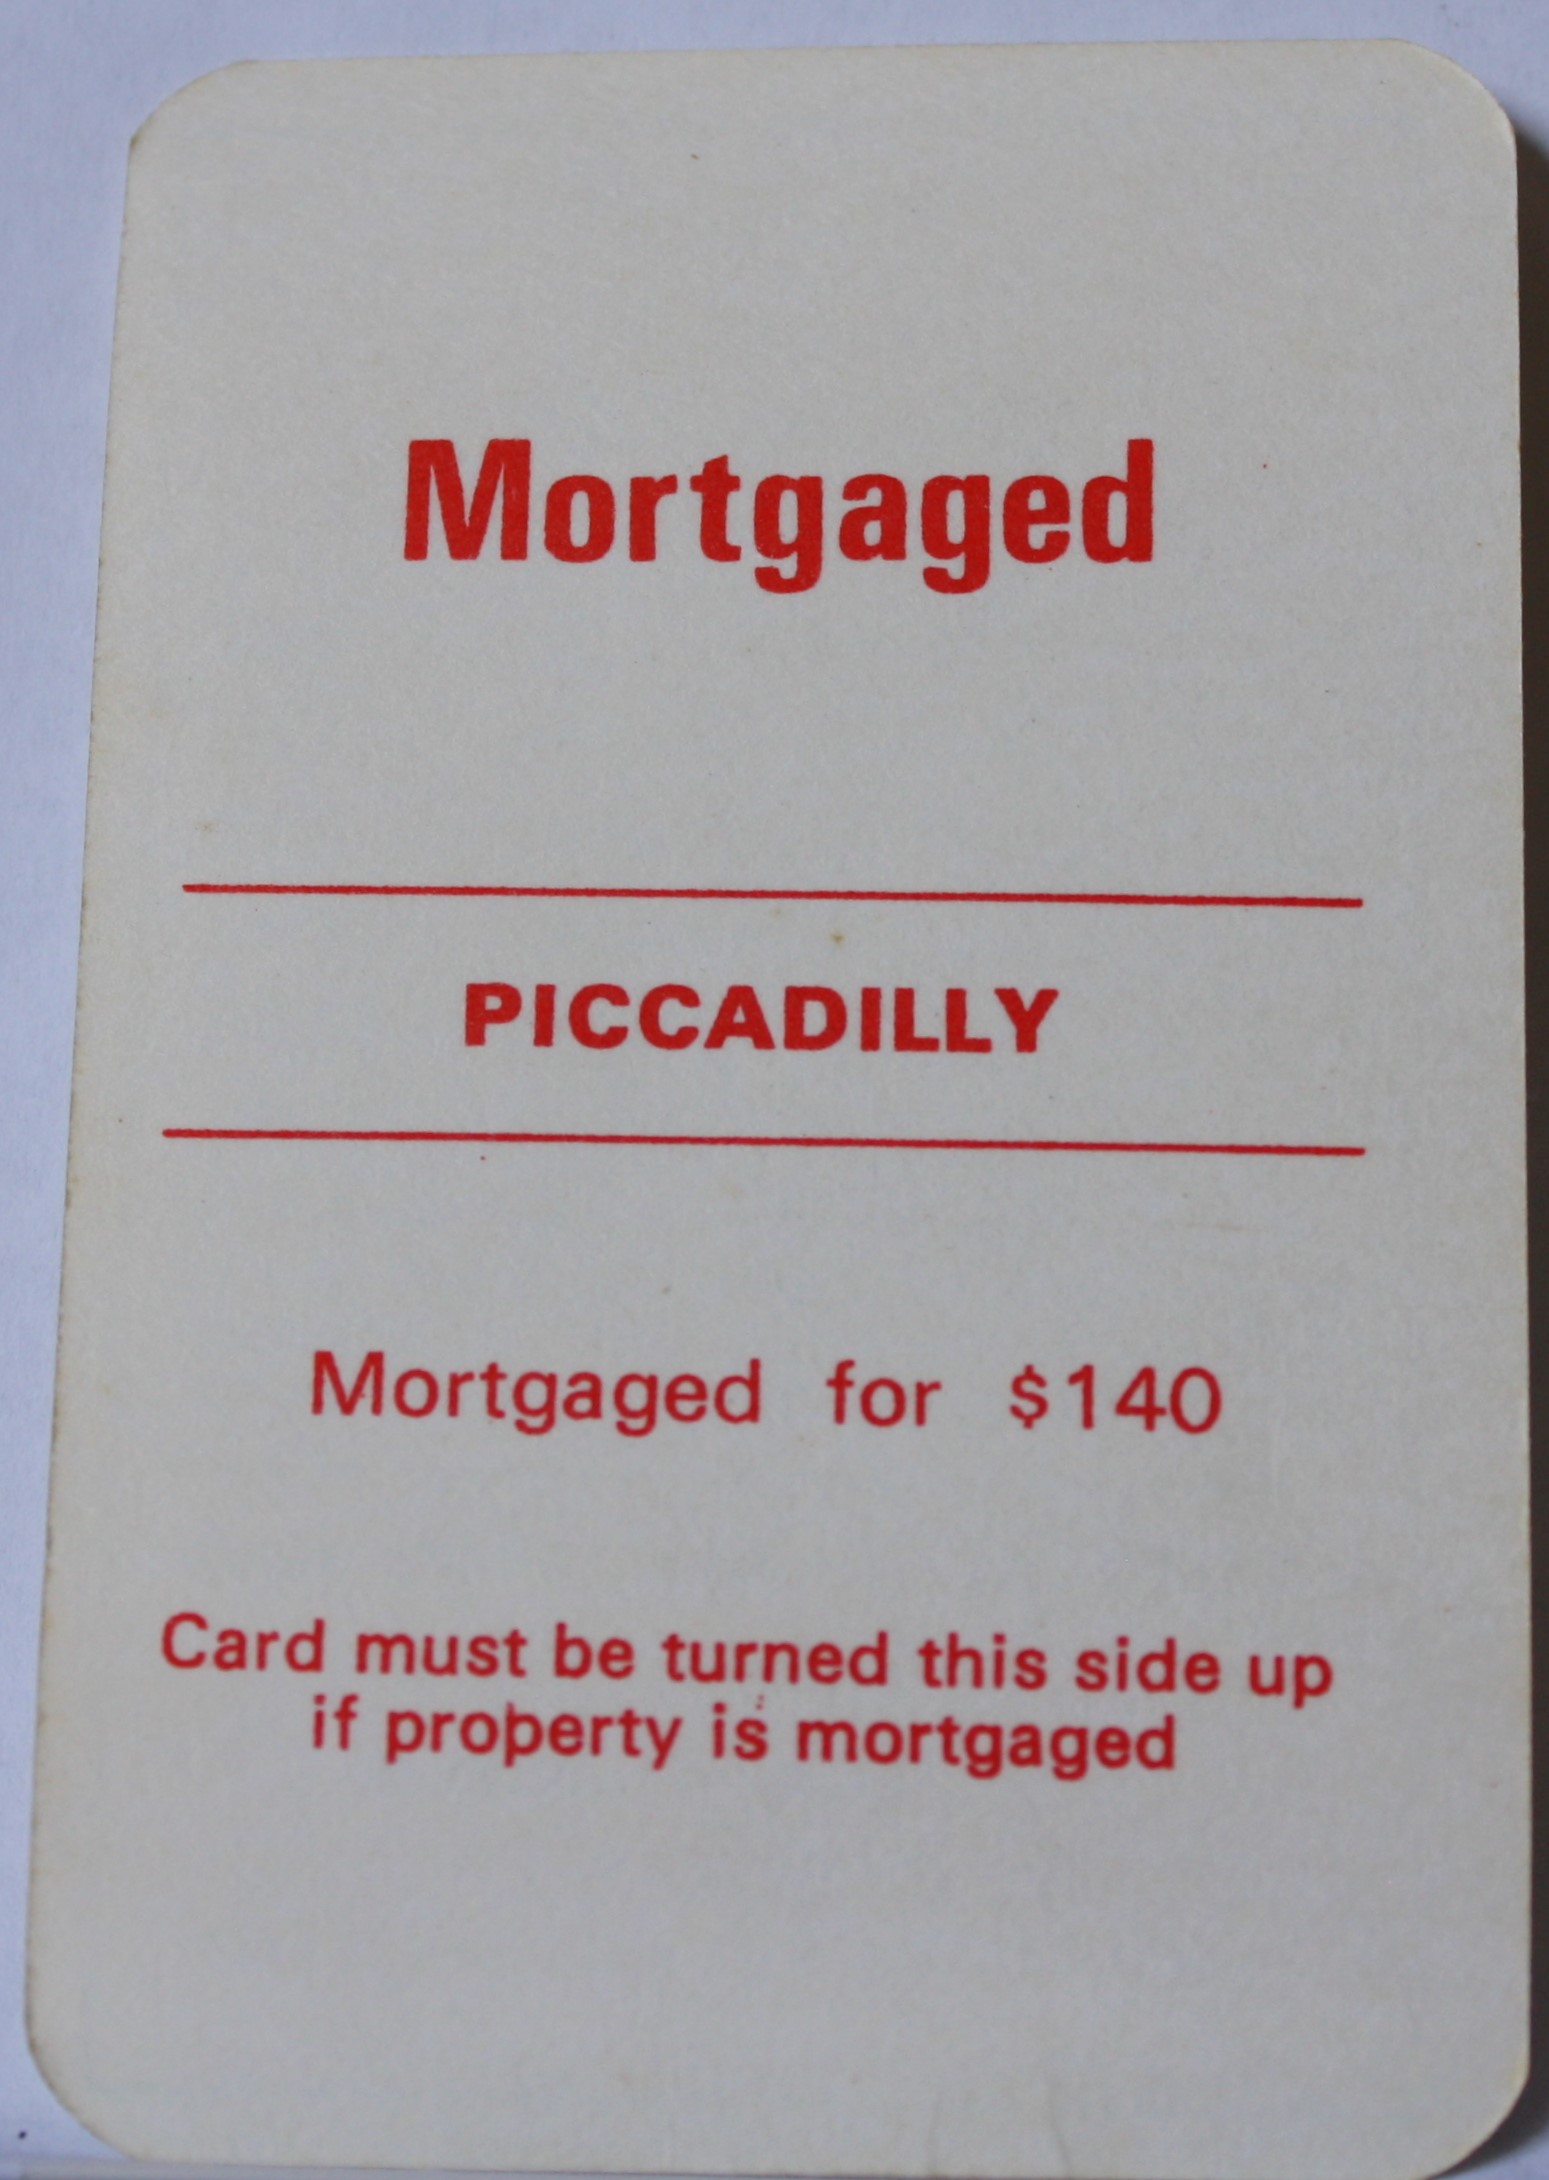 Mortgaged
PICCADILLY
Mortgaged for $140
Card must be turned this side up
if property is mortgaged